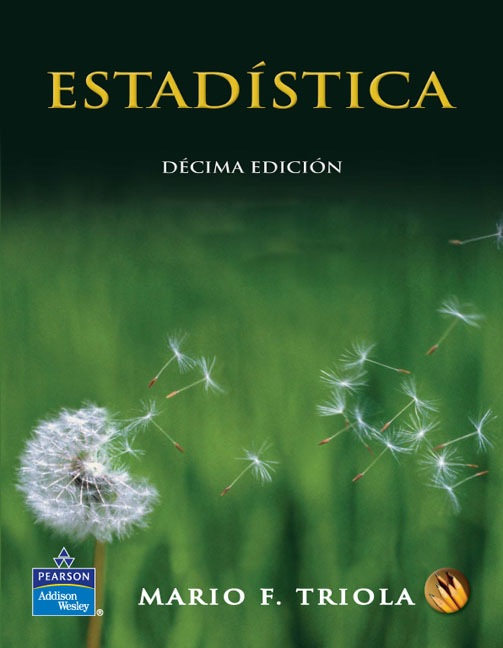 ESTADÍSTICA
DÉCIMA EDICIÓN
PEARSON
Addison
Wesley®
MARIO F. TRIOLA